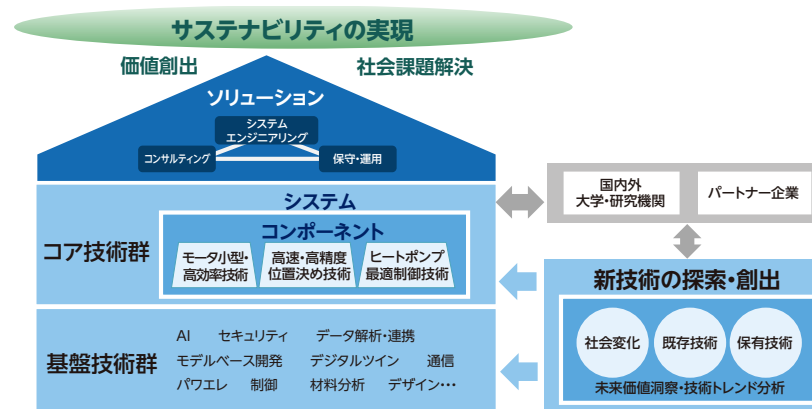 サステナビリティの実現
価値創出
社会課題解決
ソリューション
システム
エンジニアリング
コンサルティング
保守・運用
システム
コンポーネント
コア技術群
モータ小型・
高効率技術
高速・高精度
位置決め技術
ヒートポンプ
最適制御技術
基盤技術群
AI セキュリティ データ解析・連携
モデルベース開発 デジタルツイン 通信
パワエレ 制御 材料分析 デザイン…
国内外
大学・研究機関
パートナー企業
新技術の探索・創出
社会変化
既存技術
保有技術
未来価値洞察・技術トレンド分析